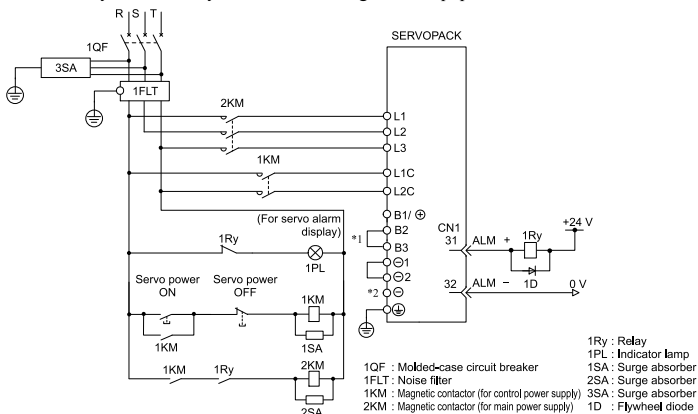 R S T
SERVOPACK
1QF
3SA
1FLT
2KM
L1
L2
L3
1KM
L1C
L2C
B1/ ⊕
(For servo alarm
display)
B2
CN1
+24 V
*1
B3
31 ALM + 1Ry
1Ry
1PL
⊖1
⊖2
Servo power
ON
Servo power
OFF
*2 ⊖
32 ALM − 1D 0 V
1KM
1KM
1SA
1KM 1Ry 2KM
2SA
1QF : Molded-case circuit breaker
1FLT : Noise filter
1KM : Magnetic contactor (for control power supply)
2KM : Magnetic contactor (for main power supply)
1Ry : Relay
1PL : Indicator lamp
1SA : Surge absorber
2SA : Surge absorber
3SA : Surge absorber
1D : Flywheel diode